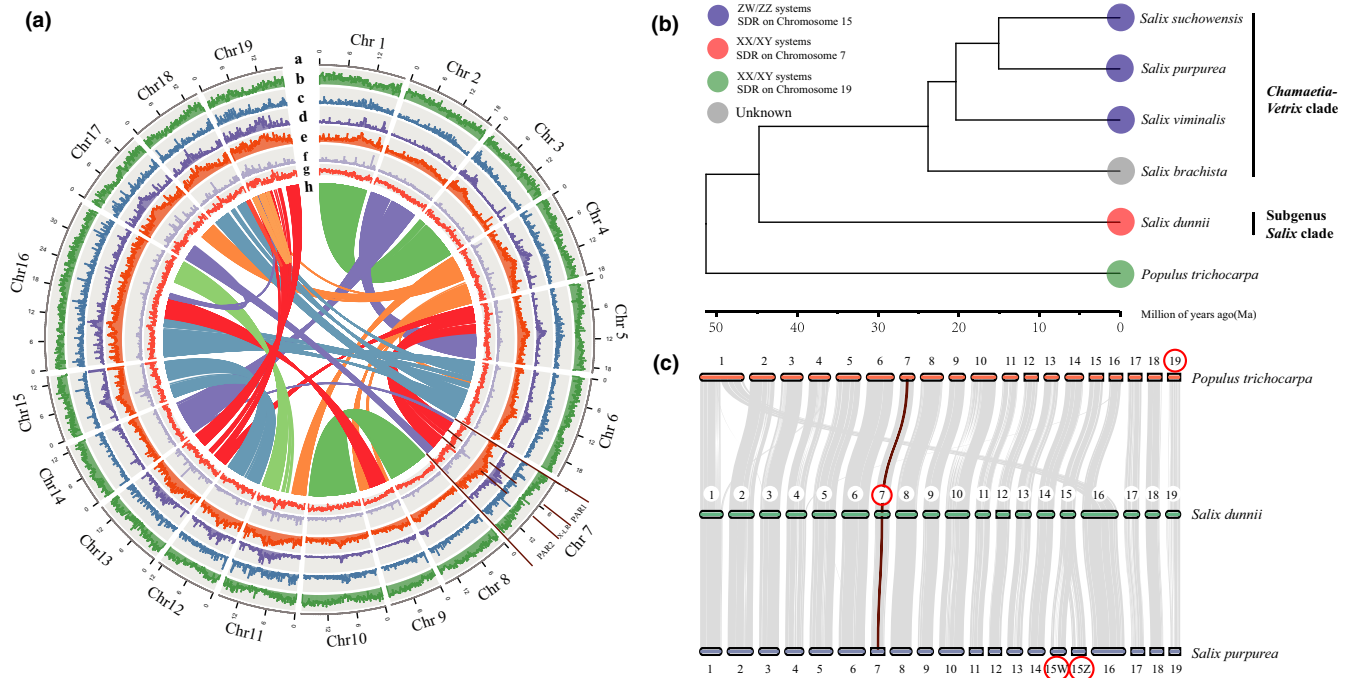 (a)
Chr 1
Chr 2
Chr 3
Chr 4
Chr 5
Chr 6
Chr 7
Chr 8
Chr 9
Chr10
Chr11
Chr12
Chr13
Chr14
Chr15
Chr16
Chr17
Chr18
Chr19
a
b
c
d
e
f
g
h
PAR1
X-LR
PAR2
(b)
ZW/ZZ systems
SDR on Chromosome 15
XX/XY systems
SDR on Chromosome 7
XX/XY systems
SDR on Chromosome 19
Unknown
Salix suchowensis
Salix purpurea
Salix viminalis
Salix brachista
Salix dunnii
Populus trichocarpa
Chamaetia-
Vetrix clade
Subgenus
Salix clade
50 40 30 20 10 0 Million of years ago(Ma)
(c)
1 2 3 4 5 6 7 8 9 10 11 12 13 14 15 16 17 18 19
Populus trichocarpa
1 2 3 4 5 6 7 8 9 10 11 12 13 14 15 16 17 18 19
Salix dunnii
Salix purpurea
1 2 3 4 5 6 7 8 9 10 11 12 13 14 15W 15Z 16 17 18 19